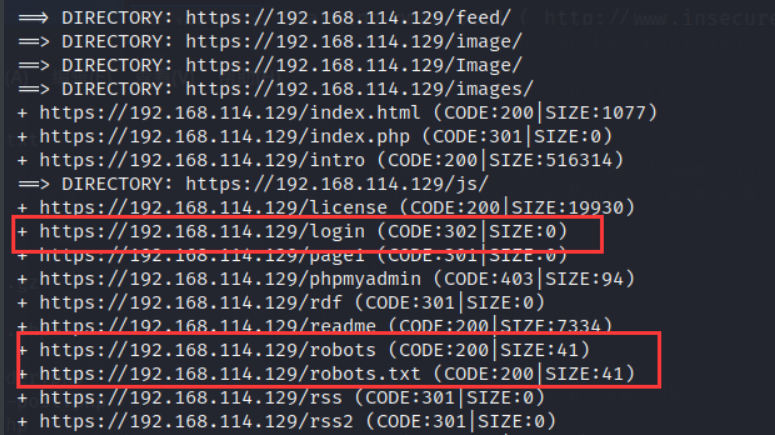 ==> DIRECTORY: https://192.168.114.129/feed/
==> DIRECTORY: https://192.168.114.129/image/
==> DIRECTORY: https://192.168.114.129/Image/
==> DIRECTORY: https://192.168.114.129/images/
+ https://192.168.114.129/index.html (CODE:200|SIZE:1077)
+ https://192.168.114.129/index.php (CODE:301|SIZE:0)
+ https://192.168.114.129/intro (CODE:200|SIZE:516314)
==> DIRECTORY: https://192.168.114.129/js/
+ https://192.168.114.129/license (CODE:200|SIZE:19930)
+ https://192.168.114.129/login (CODE:302|SIZE:0)
+ https://192.168.114.129/page1 (CODE:301|SIZE:0)
+ https://192.168.114.129/phpmyadmin (CODE:403|SIZE:94)
+ https://192.168.114.129/rdf (CODE:301|SIZE:0)
+ https://192.168.114.129/readme (CODE:200|SIZE:7334)
+ https://192.168.114.129/robots (CODE:200|SIZE:41)
+ https://192.168.114.129/robots.txt (CODE:200|SIZE:41)
+ https://192.168.114.129/rss (CODE:301|SIZE:0)
+ https://192.168.114.129/rss2 (CODE:301|SIZE:0)